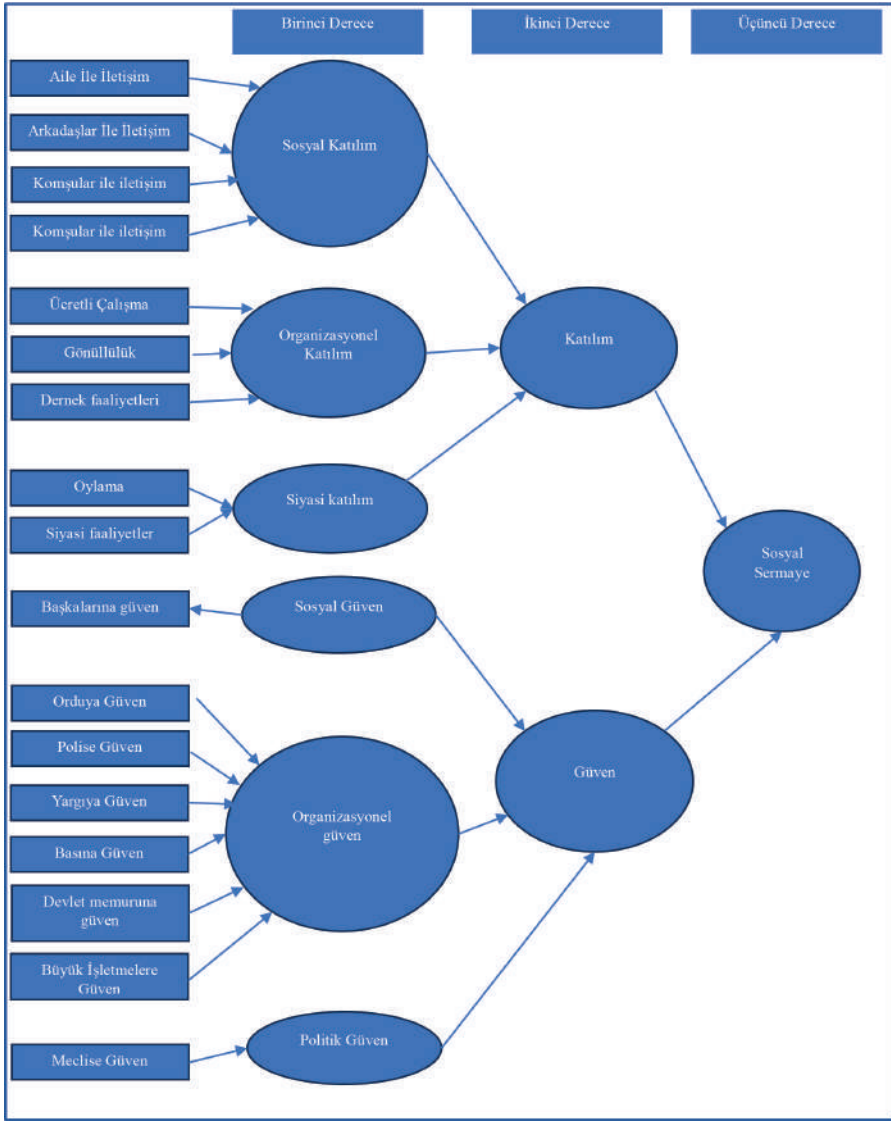 Birinci Derece
İkinci Derece
Üçüncü Derece
Aile İle İletişim
Arkadaşlar İle İletişim
Komşular ile iletişim
Komşular ile iletişim
Sosyal Katılım
Ücretli Çalışma
Gönüllülük
Dernek faaliyetleri
Organizasyonel
Katılım
Katılım
Oylama
Siyasi faaliyetler
Siyasi katılım
Sosyal
Sermaye
Başkalarına güven
Sosyal Güven
Orduya Güven
Polise Güven
Yargıya Güven
Basına Güven
Devlet memuruna
güven
Büyük İşletmelere
Güven
Organizasyonel
güven
Güven
Meclise Güven
Politik Güven